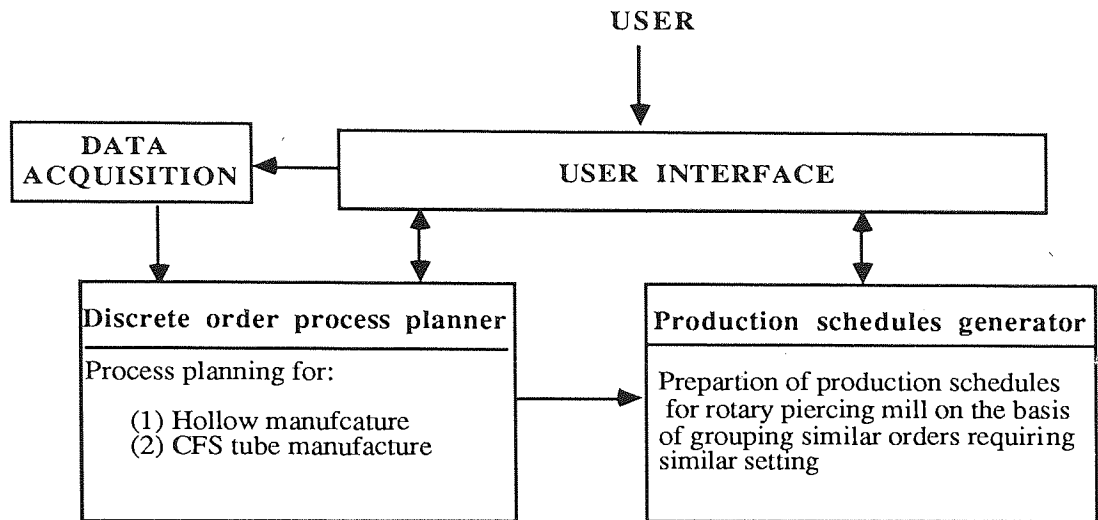 USER
DATA
ACQUISITION
USER INTERFACE
Discrete order process planner
Process planning for:
(1) Hollow manufcature
(2) CFS tube manufacture
Production schedules generator
Prepartion of production schedules
for rotary piercing mill on the basis
of grouping similar orders requiring
similar setting